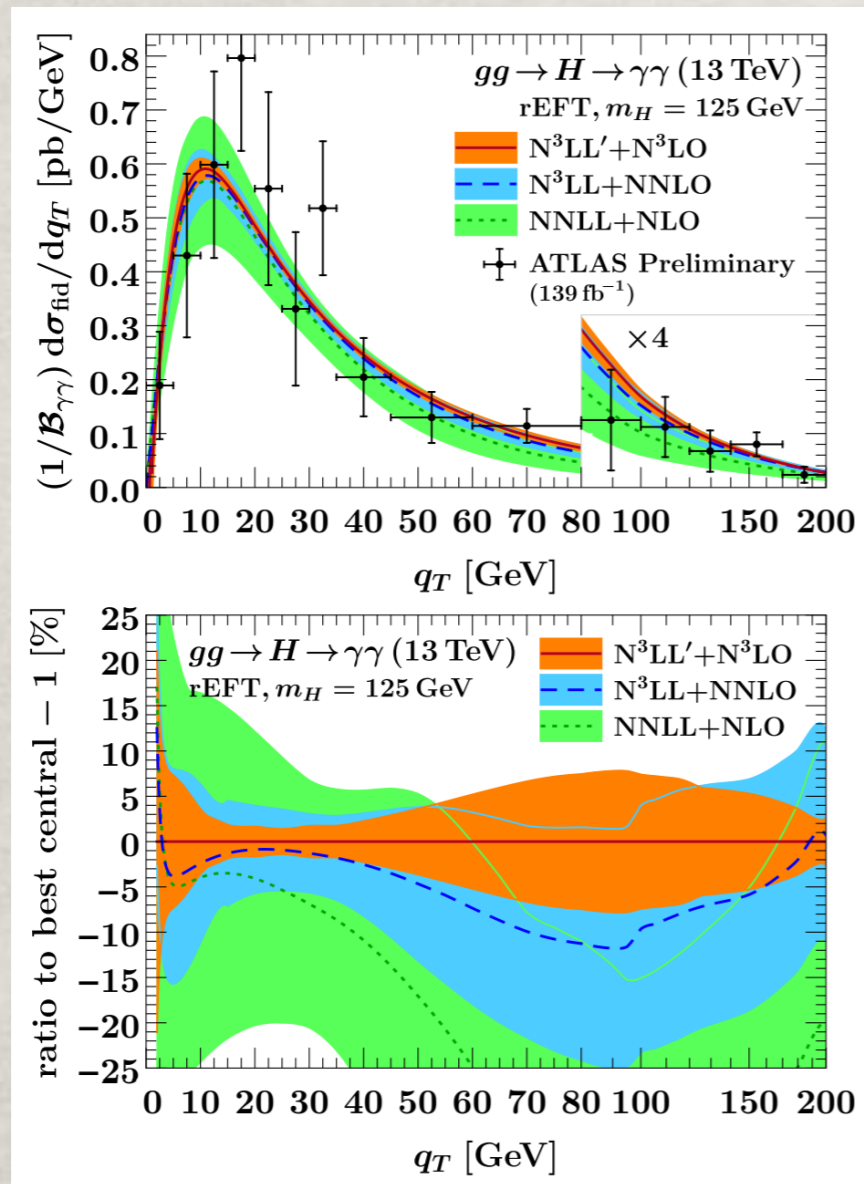 (1/𝓑γγ) dσfid/dqT [pb/GeV]
0.8
0.7
0.6
0.5
0.4
0.3
0.2
0.1
0.0
gg → H → γγ (13 TeV)
rEFT, mH = 125 GeV
N³LL′+N³LO
N³LL+NNLO
NNLL+NLO
ATLAS Preliminary
(139 fb⁻¹)
×4
0 10 20 30 40 50 60 70 80 100 150 200
qT [GeV]
ratio to best central − 1 [%]
25
20
15
10
5
0
−5
−10
−15
−20
−25
gg → H → γγ (13 TeV)
rEFT, mH = 125 GeV
N³LL′+N³LO
N³LL+NNLO
NNLL+NLO
0 10 20 30 40 50 60 70 80 100 150 200
qT [GeV]